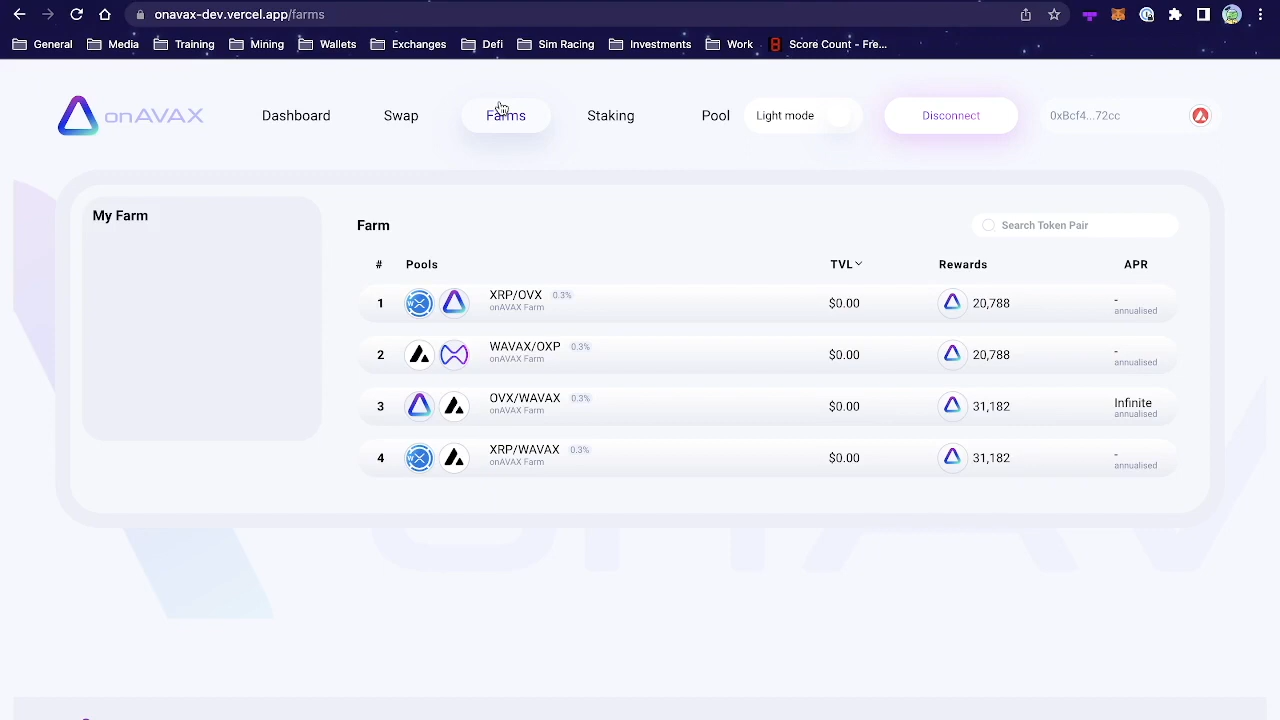 onavax-dev.vercel.app/farms
General Media Training Mining Wallets Exchanges Defi Sim Racing Investments Work 8 Score Count - Fre...
onAVAX Dashboard Swap Farms Staking Pool Light mode Disconnect 0xBcf4...72cc
My Farm
Farm Search Token Pair
# Pools TVL Rewards APR
1 XRP/OVX 0.3% $0.00 20,788 -
onAVAX Farm annualised
2 WAVAX/OXP 0.3% $0.00 20,788 -
onAVAX Farm annualised
3 OVX/WAVAX 0.3% $0.00 31,182 Infinite
onAVAX Farm annualised
4 XRP/WAVAX 0.3% $0.00 31,182 -
onAVAX Farm annualised